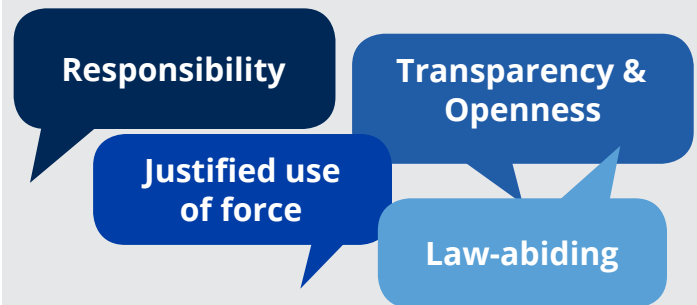 Responsibility
Transparency &
Openness
Justified use
of force
Law-abiding